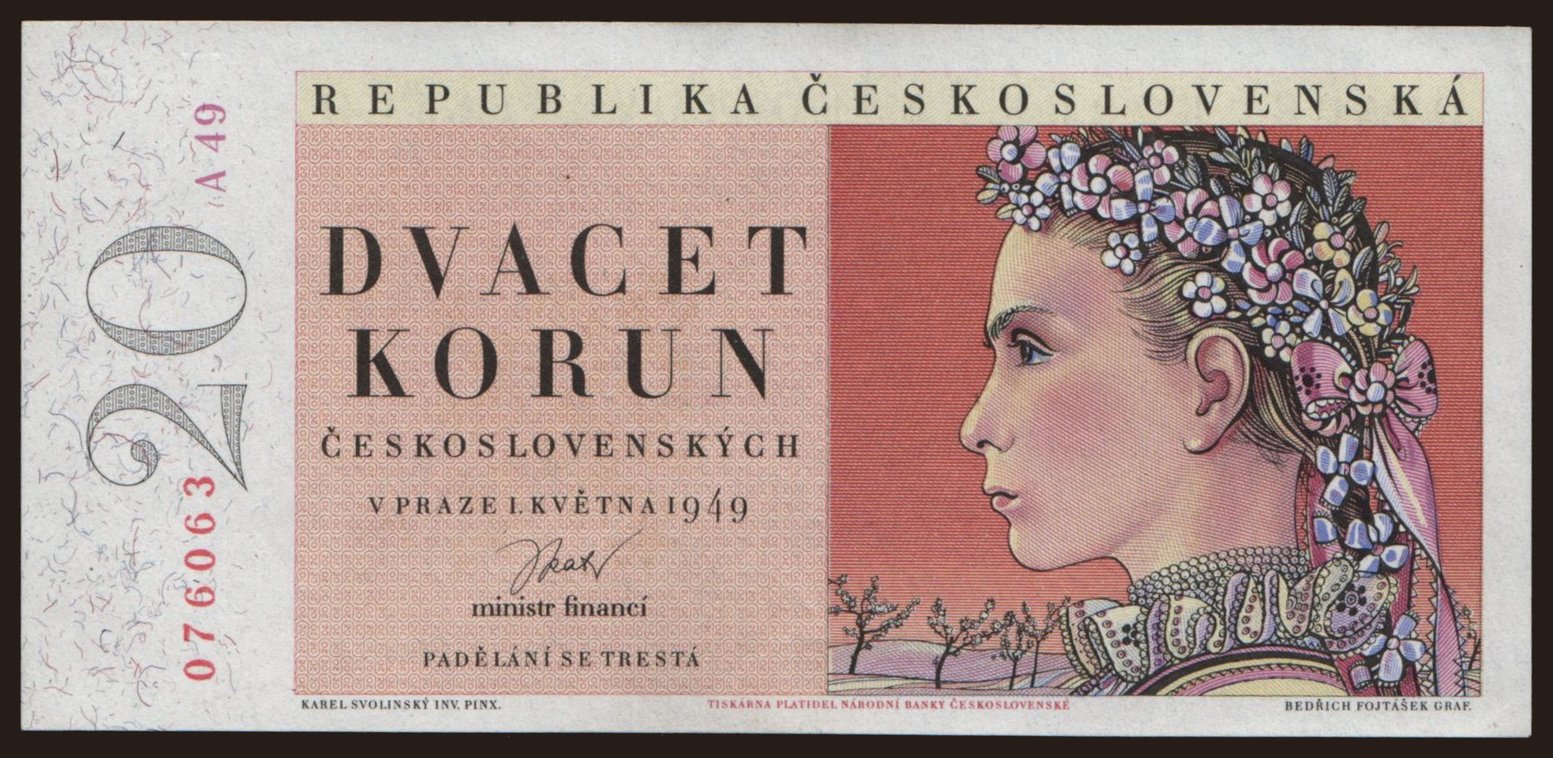 REPUBLIKA ČESKOSLOVENSKÁ
A 49
20
076063
DVACET
KORUN
ČESKOSLOVENSKÝCH
V PRAZE 1. KVĚTNA 1949
ministr financí
PADĚLÁNÍ SE TRESTÁ
KAREL SVOLINSKÝ INV. PINX.
TISKÁRNA PLATIDEL NÁRODNÍ BANKY ČESKOSLOVENSKÉ
BEDŘICH FOJTÁŠEK GRAF.